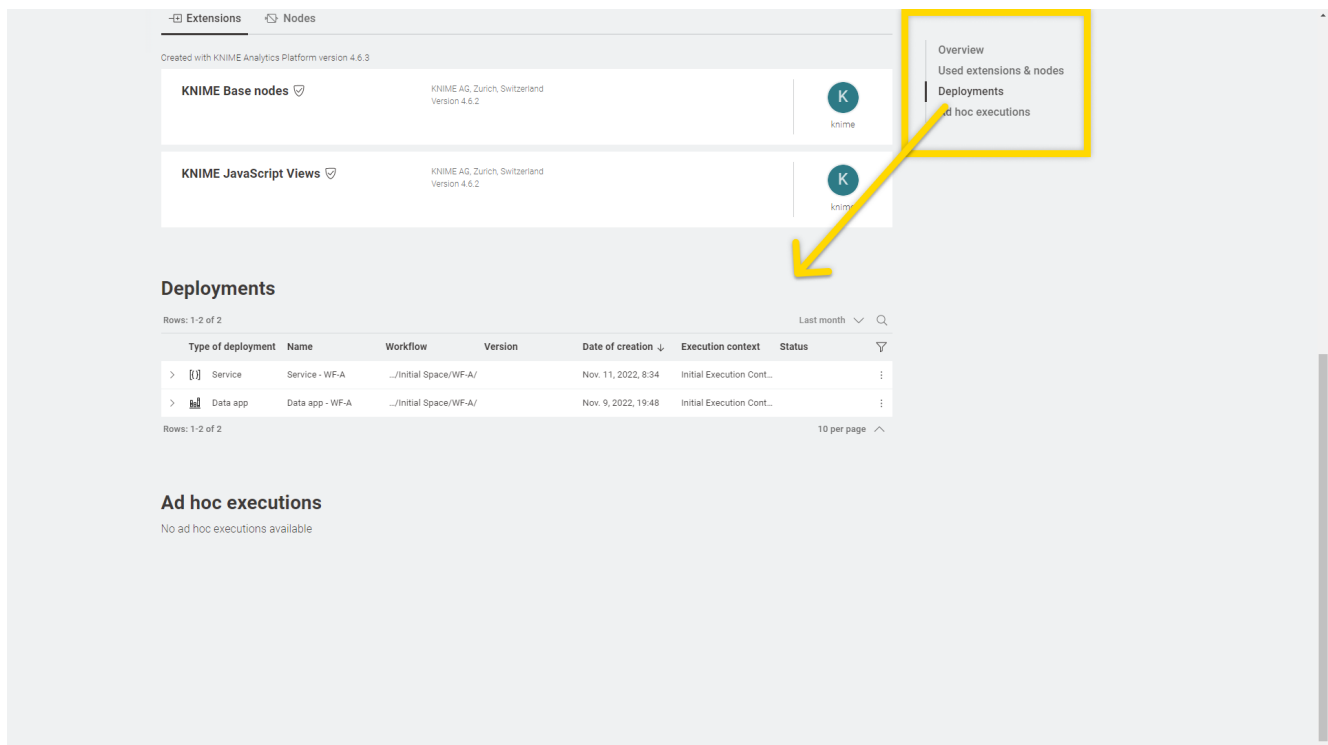 Extensions Nodes
Created with KNIME Analytics Platform version 4.6.3
KNIME Base nodes
KNIME AG, Zurich, Switzerland
Version 4.6.2
K
knime
KNIME JavaScript Views
KNIME AG, Zurich, Switzerland
Version 4.6.2
K
knime
Overview
Used extensions & nodes
Deployments
Ad hoc executions
Deployments
Rows: 1-2 of 2 Last month
Type of deployment Name Workflow Version Date of creation ↓ Execution context Status
Service Service - WF-A .../Initial Space/WF-A/ Nov. 11, 2022, 8:34 Initial Execution Cont...
Data app Data app - WF-A .../Initial Space/WF-A/ Nov. 9, 2022, 19:48 Initial Execution Cont...
Rows: 1-2 of 2 10 per page
Ad hoc executions
No ad hoc executions available